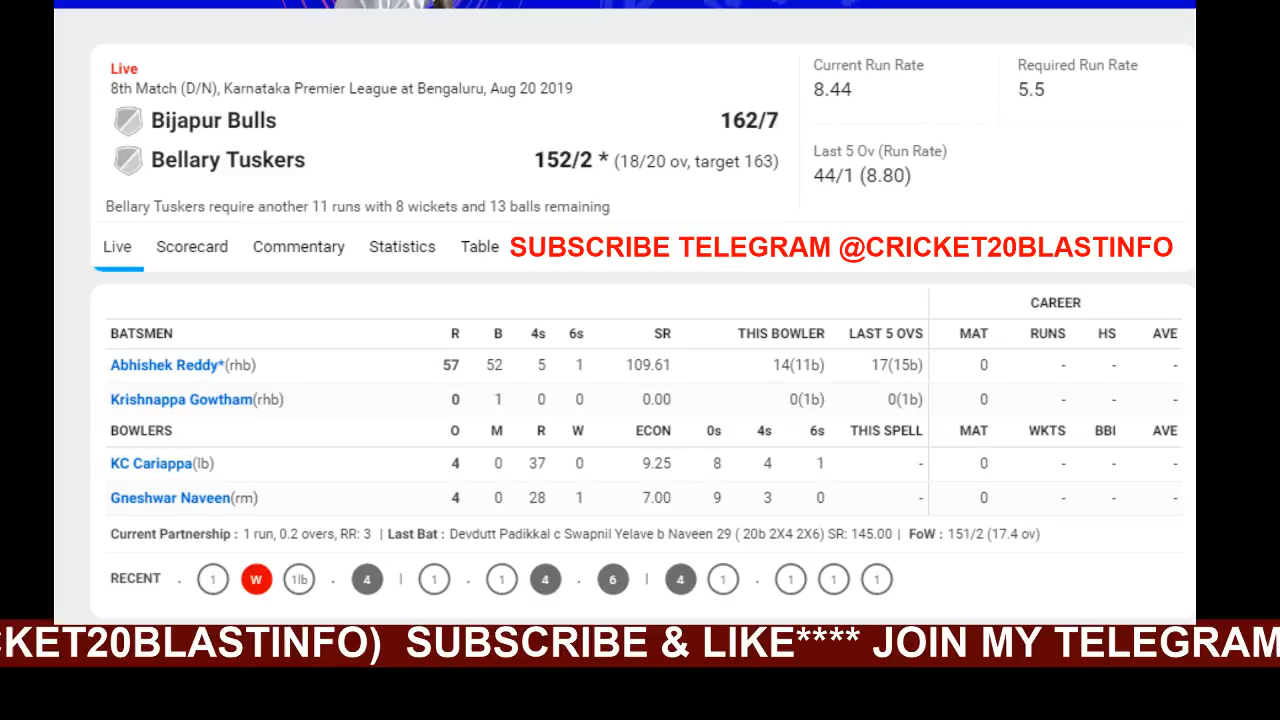 Live
8th Match (D/N), Karnataka Premier League at Bengaluru, Aug 20 2019
Bijapur Bulls 162/7
Bellary Tuskers 152/2 * (18/20 ov, target 163)
Bellary Tuskers require another 11 runs with 8 wickets and 13 balls remaining
Current Run Rate Required Run Rate
8.44 5.5
Last 5 Ov (Run Rate)
44/1 (8.80)
Live Scorecard Commentary Statistics Table SUBSCRIBE TELEGRAM @CRICKET20BLASTINFO
CAREER
BATSMEN R B 4s 6s SR THIS BOWLER LAST 5 OVS MAT RUNS HS AVE
Abhishek Reddy*(rhb) 57 52 5 1 109.61 14(11b) 17(15b) 0 - - -
Krishnappa Gowtham(rhb) 0 1 0 0 0.00 0(1b) 0(1b) 0 - - -
BOWLERS O M R W ECON 0s 4s 6s THIS SPELL MAT WKTS BBI AVE
KC Cariappa(lb) 4 0 37 0 9.25 8 4 1 - 0 - - -
Gneshwar Naveen(rm) 4 0 28 1 7.00 9 3 0 - 0 - - -
Current Partnership : 1 run, 0.2 overs, RR: 3 | Last Bat : Devdutt Padikkal c Swapnil Yelave b Naveen 29 ( 20b 2X4 2X6) SR: 145.00 | FoW : 151/2 (17.4 ov)
RECENT . 1 W 1lb . 4 | 1 . 1 4 . 6 | 4 1 . 1 1 1
CKET20BLASTINFO) SUBSCRIBE & LIKE**** JOIN MY TELEGRAM